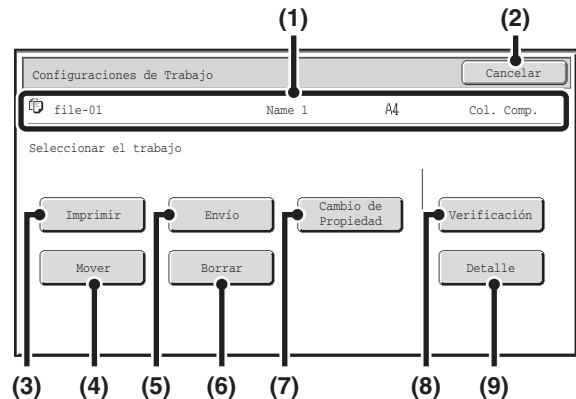 (1) (2)
Configuraciones de Trabajo Cancelar
file-01 Name 1 A4 Col. Comp.
Seleccionar el trabajo
Imprimir Envío Cambio de Propiedad Verificación
Mover Borrar Detalle
(3) (4) (5) (6) (7) (8) (9)